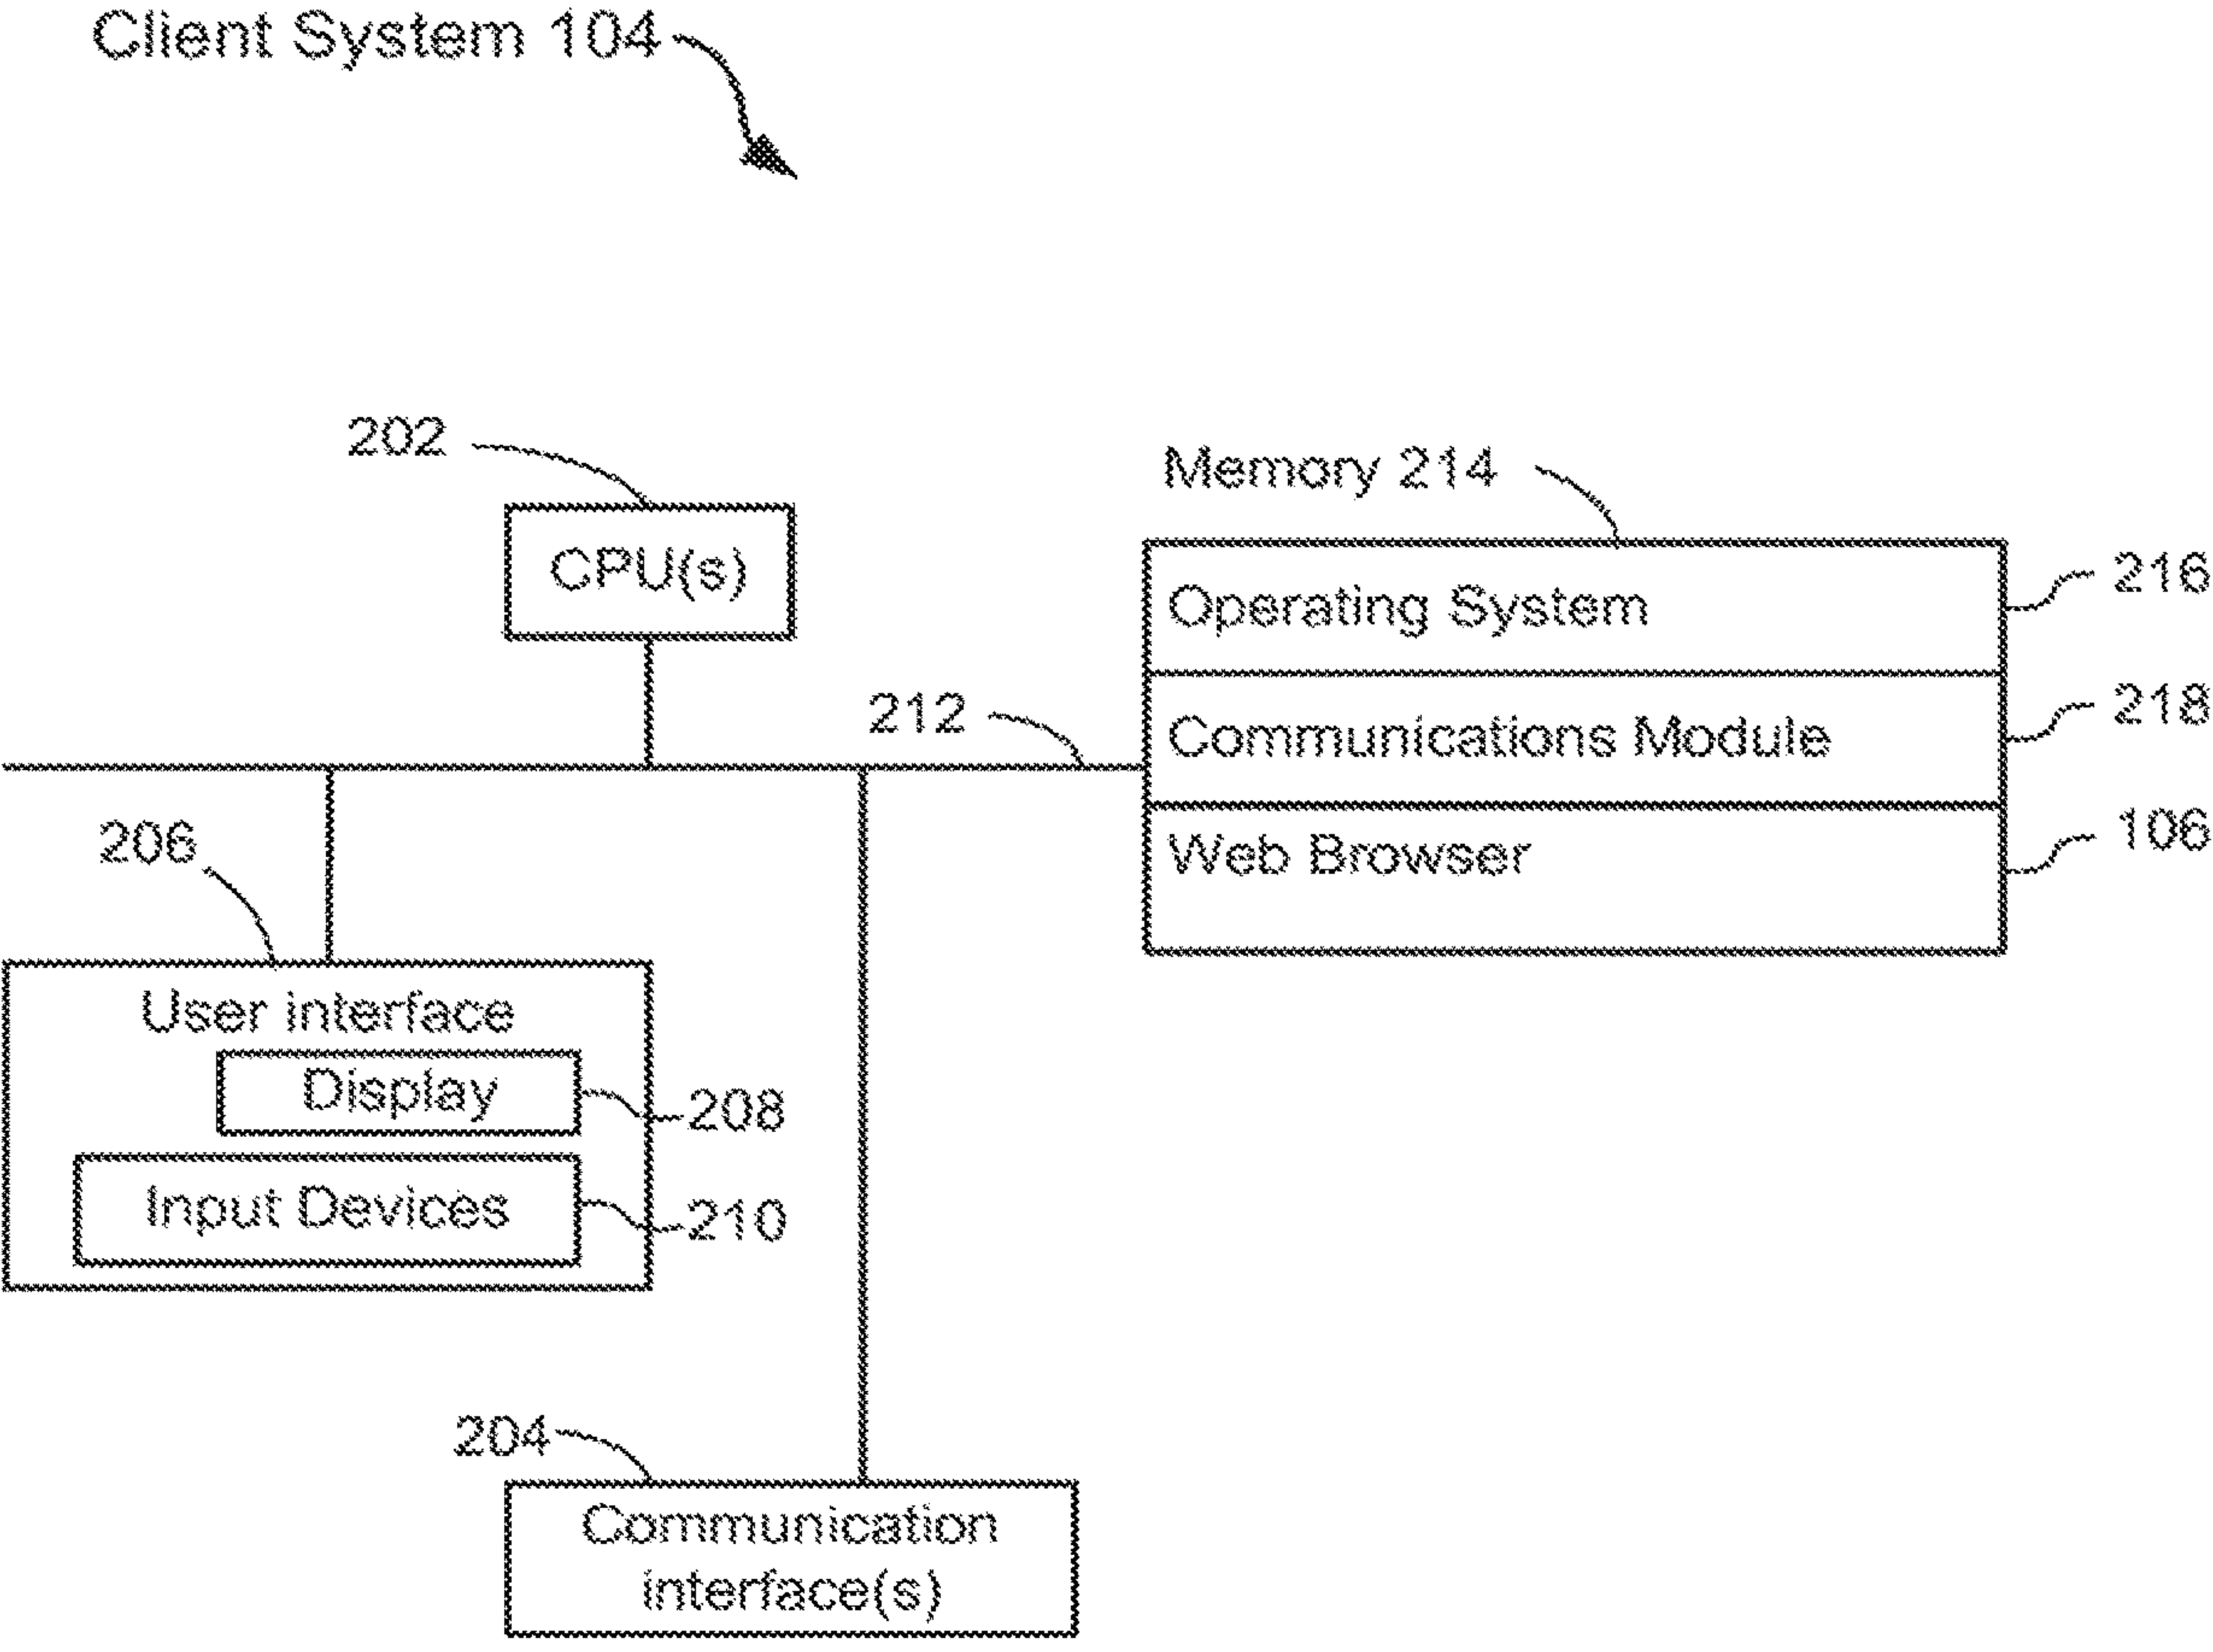 Client System 104
202
CPU(s)
Memory 214
Operating System
216
Communications Module
218
Web Browser
106
212
206
User interface
Display
208
Input Devices
210
204
Communication
interface(s)